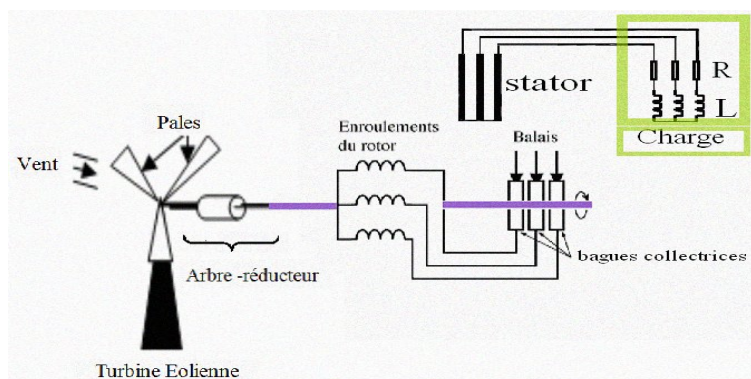 stator
R
L
Charge
Pales
Enroulements
du rotor
Balais
Vent
bagues collectrices
Arbre -réducteur
Turbine Eolienne